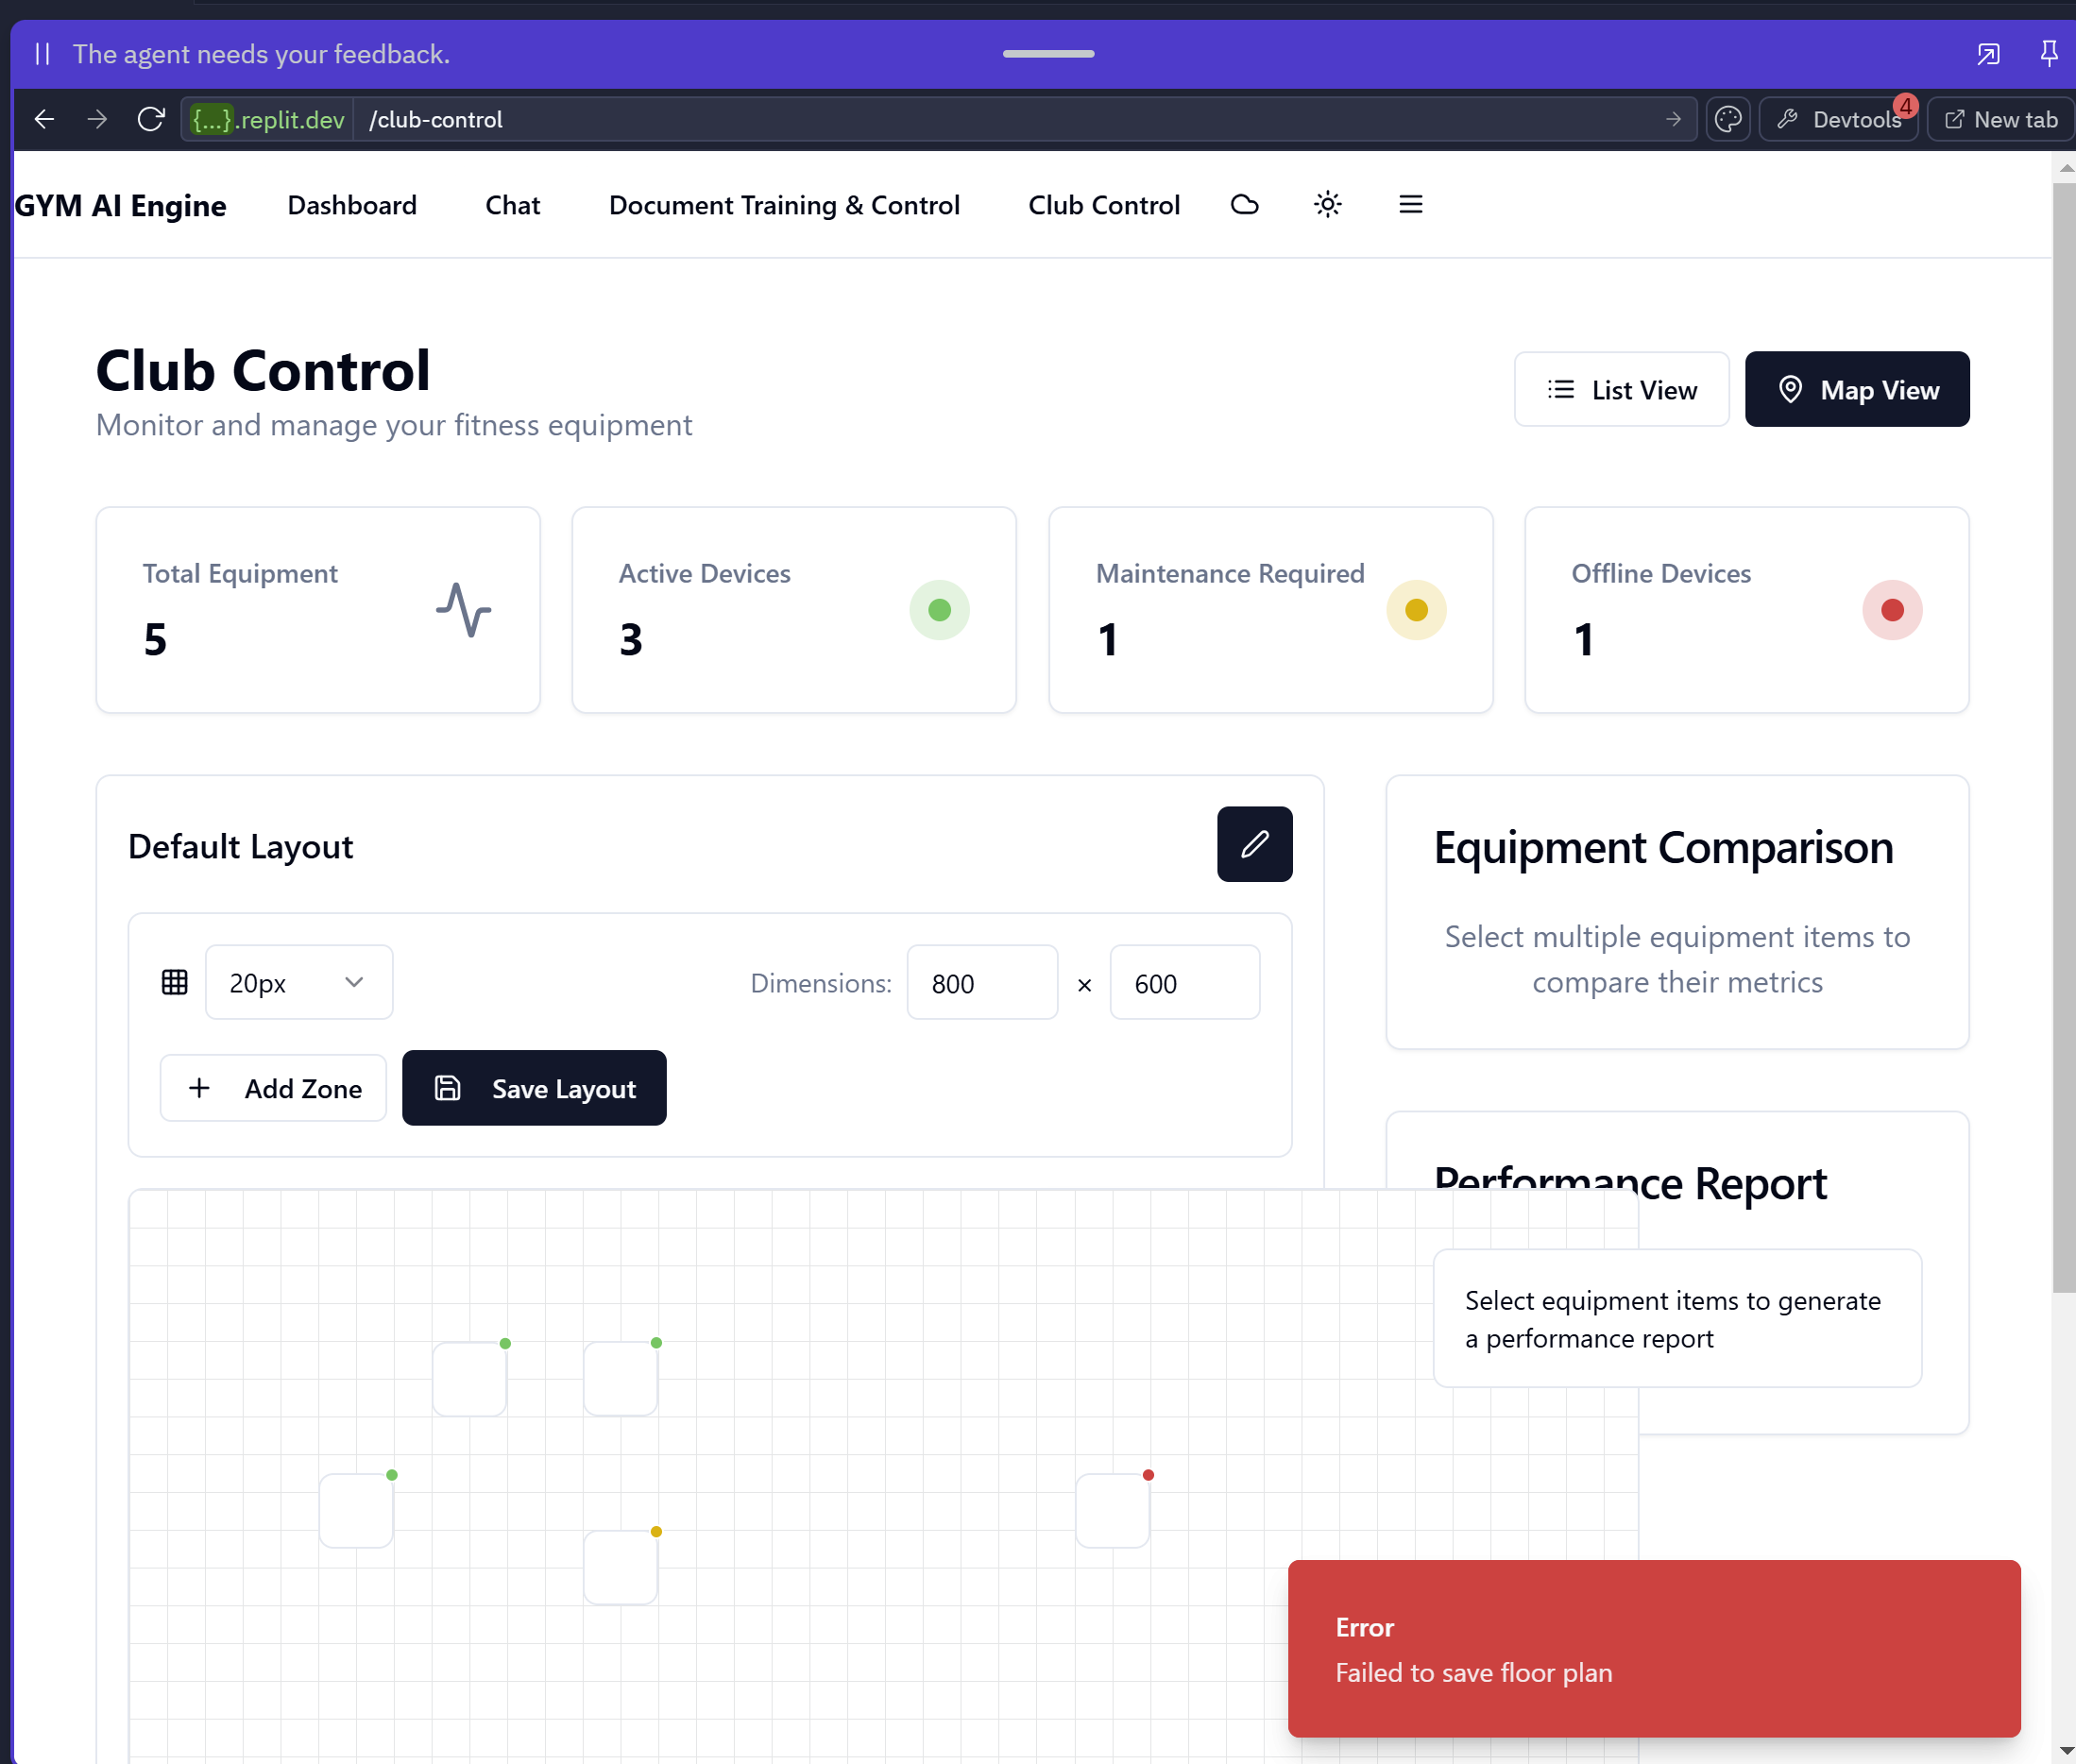 The agent needs your feedback.
{...}.replit.dev /club-control
Devtools 4
New tab
GYM AI Engine Dashboard Chat Document Training & Control Club Control
Club Control
Monitor and manage your fitness equipment
List View
Map View
Total Equipment
5
Active Devices
3
Maintenance Required
1
Offline Devices
1
Default Layout
20px
Dimensions: 800 × 600
Add Zone
Save Layout
Equipment Comparison
Select multiple equipment items to
compare their metrics
Performance Report
Select equipment items to generate
a performance report
Error
Failed to save floor plan